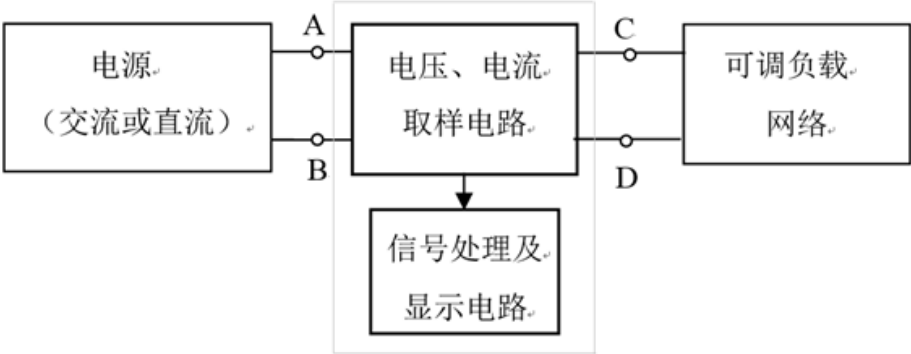 电源
（交流或直流）
A
B
电压、电流
取样电路
C
D
可调负载
网络
信号处理及
显示电路